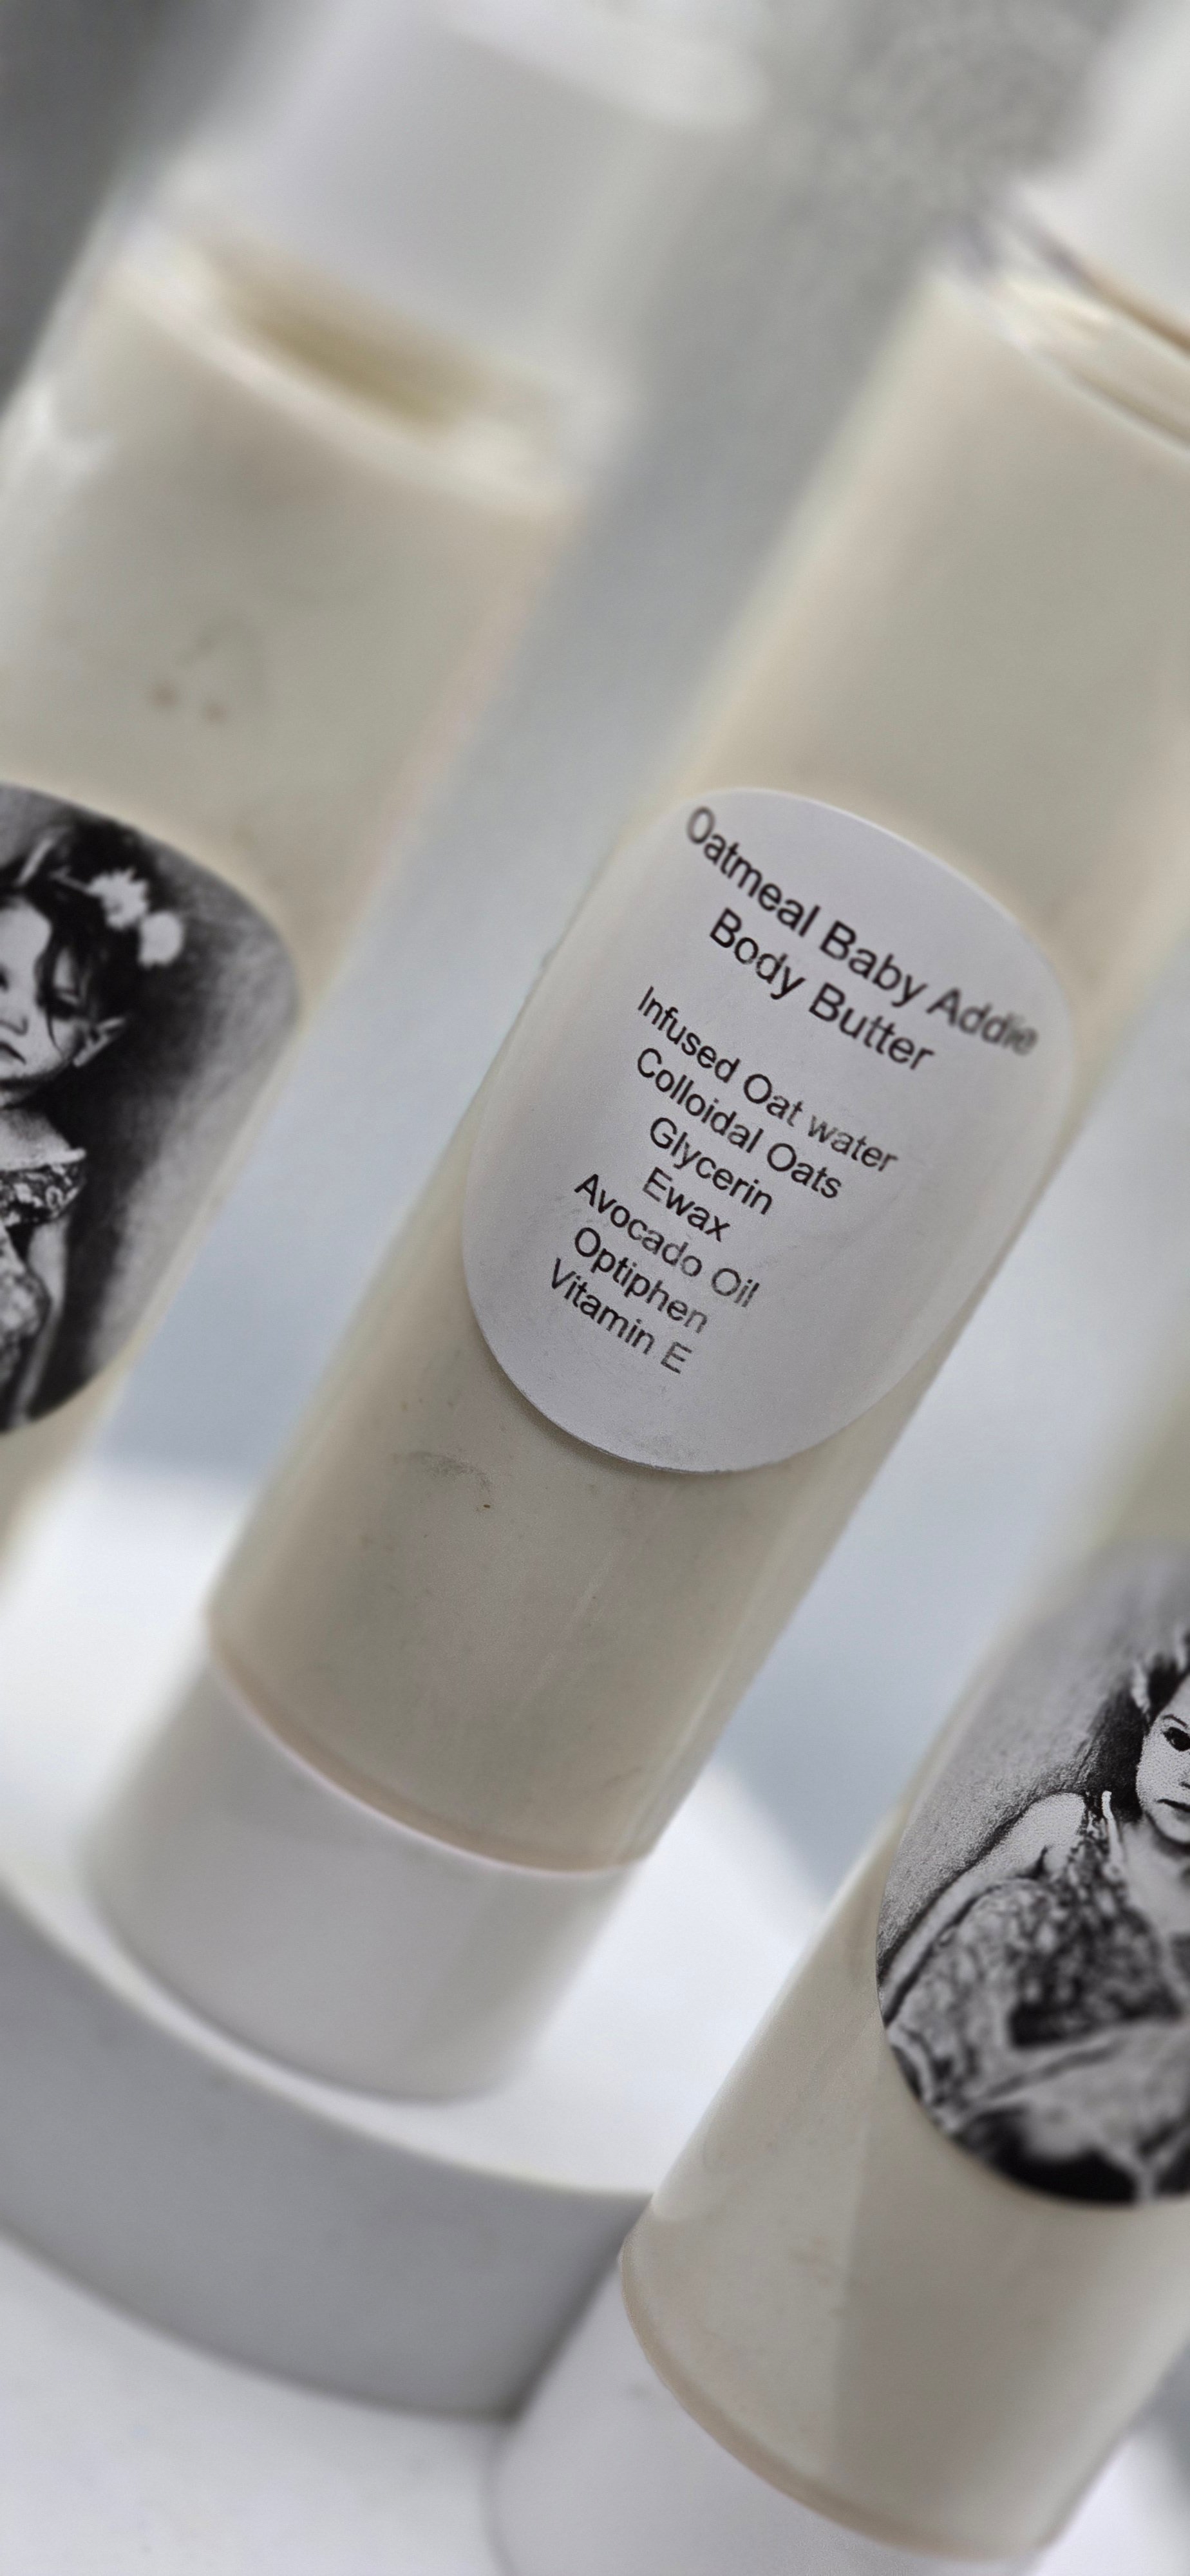 Oatmeal Baby Addie
Body Butter
Infused Oat water
Colloidal Oats
Glycerin
Ewax
Avocado Oil
Optiphen
Vitamin E